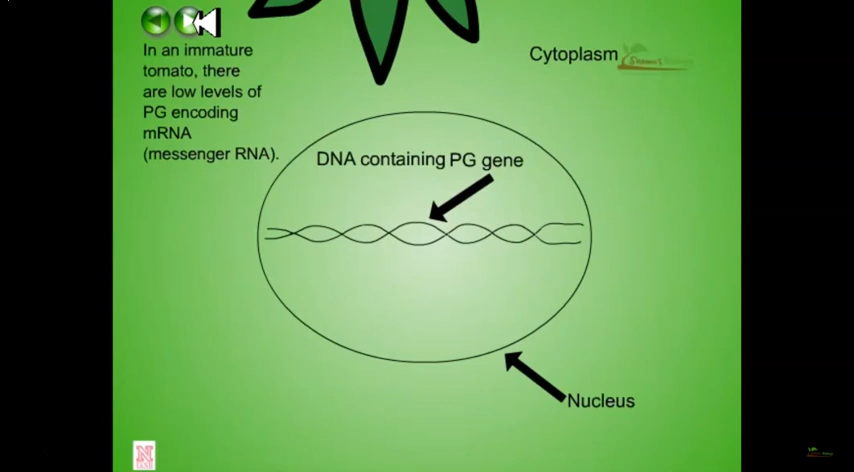 In an immature
tomato, there
are low levels of
PG encoding
mRNA
(messenger RNA).
Cytoplasm
DNA containing PG gene
Nucleus
N